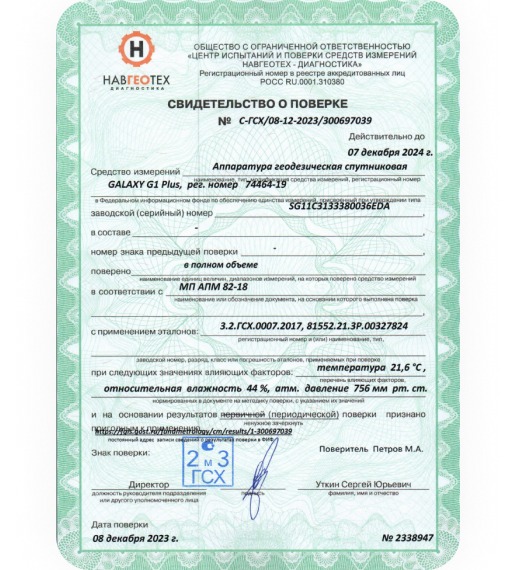 НАВГЕОТЕХ
ДИАГНОСТИКА
ОБЩЕСТВО С ОГРАНИЧЕННОЙ ОТВЕТСТВЕННОСТЬЮ
«ЦЕНТР ИСПЫТАНИЙ И ПОВЕРКИ СРЕДСТВ ИЗМЕРЕНИЙ
НАВГЕОТЕХ - ДИАГНОСТИКА»
Регистрационный номер в реестре аккредитованных лиц
РОСС RU.0001.310380
СВИДЕТЕЛЬСТВО О ПОВЕРКЕ
№ С-ГСХ/08-12-2023/300697039
Действительно до
07 декабря 2024 г.
Средство измерений Аппаратура геодезическая спутниковая
наименование, тип, модификация средства измерений, регистрационный номер
GALAXY G1 Plus, рег. номер 74464-19
в Федеральном информационном фонде по обеспечению единства измерений, присвоенный при утверждении типа
заводской (серийный) номер SG11C3133380036EDA
в составе -
номер знака предыдущей поверки -
поверено в полном объеме
наименование единиц величин, диапазонов измерений, на которых поверено средство измерений
в соответствии с МП АПМ 82-18
наименование или обозначение документа, на основании которого выполнена поверка
с применением эталонов: 3.2.ГСХ.0007.2017, 81552.21.3Р.00327824
регистрационный номер и (или) наименование, тип,
заводской номер, разряд, класс или погрешность эталонов, применяемых при поверке
при следующих значениях влияющих факторов: температура 21,6 °С ,
перечень влияющих факторов,
относительная влажность 44 %, атм. давление 756 мм рт. ст.
нормированных в документе на методику поверки, с указанием их значений
и на основании результатов первичной (периодической) поверки признано
ненужное зачеркнуть
пригодным к применению
https://fgis.gost.ru/fundmetrology/cm/results/1-300697039
постоянный адрес записи сведений о результатах поверки в ФИФ
Знак поверки: Поверитель Петров М.А.
2 м 3
ГСХ
Директор Уткин Сергей Юрьевич
должность руководителя подразделения подпись фамилия, имя и отчество
или другого уполномоченного лица
Дата поверки
08 декабря 2023 г. № 2338947